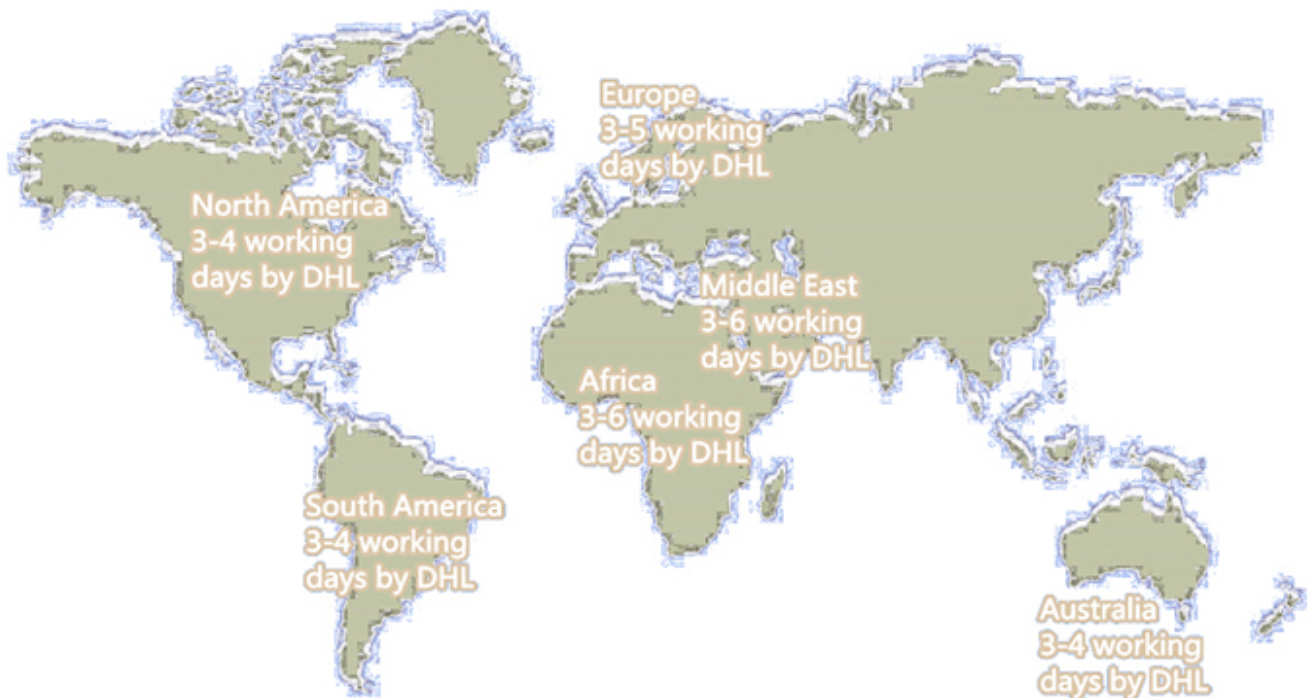 Europe
3-5 working
days by DHL
North America
3-4 working
days by DHL
Middle East
3-6 working
days by DHL
Africa
3-6 working
days by DHL
South America
3-4 working
days by DHL
Australia
3-4 working
days by DHL